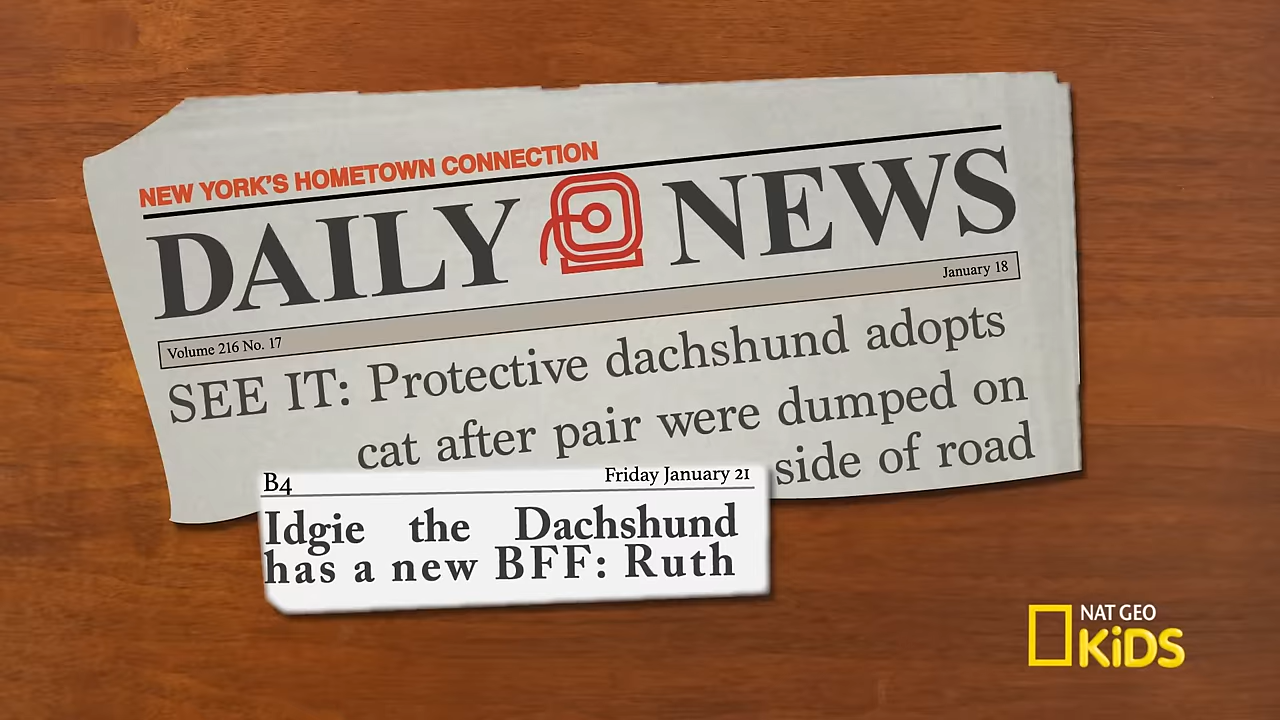 NEW YORK'S HOMETOWN CONNECTION
DAILY NEWS
Volume 216 No. 17
January 18
SEE IT: Protective dachshund adopts
cat after pair were dumped on
side of road
B4
Friday January 21
Idgie the Dachshund
has a new BFF: Ruth
NAT GEO
KiDS